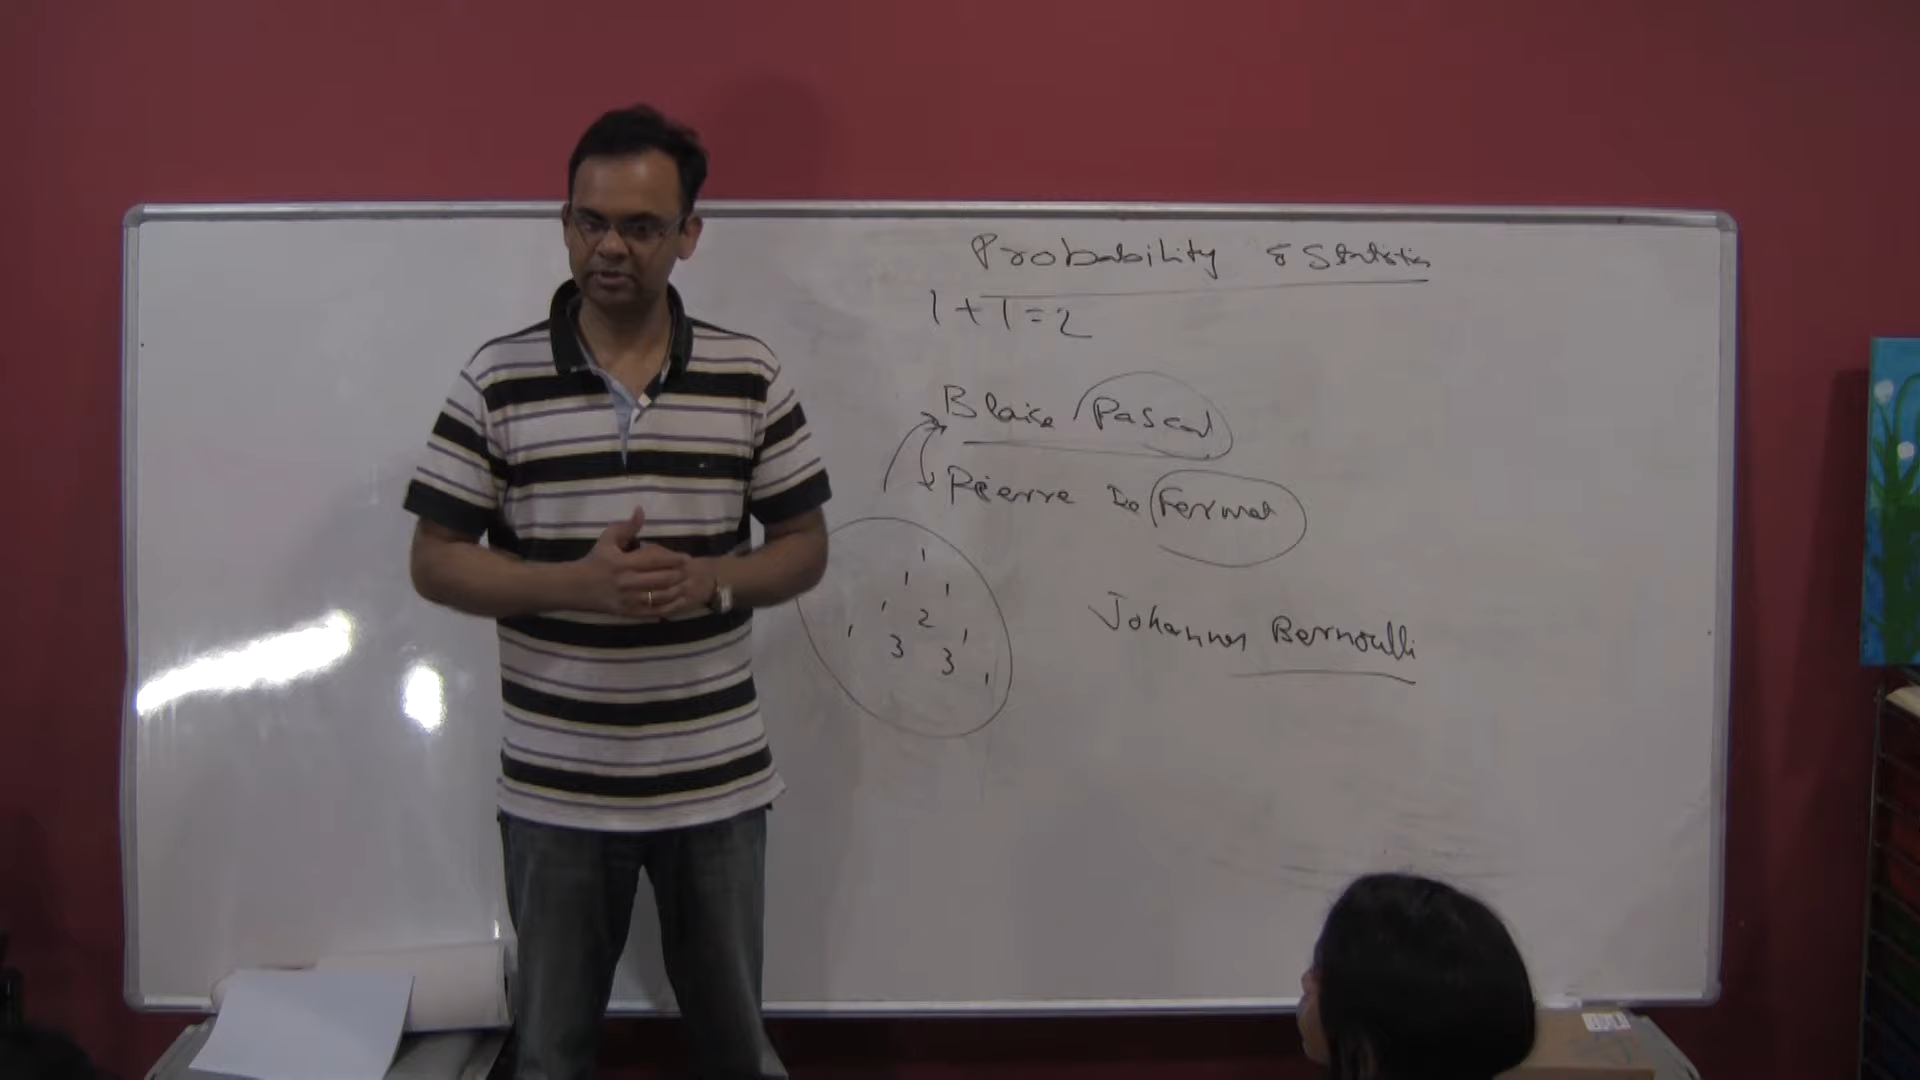 Probability & Statistics
1 + 1 = 2
Blaise Pascal
Pierre De Fermat
1
1 1
1 2 1
1 3 3 1
Johannes Bernoulli